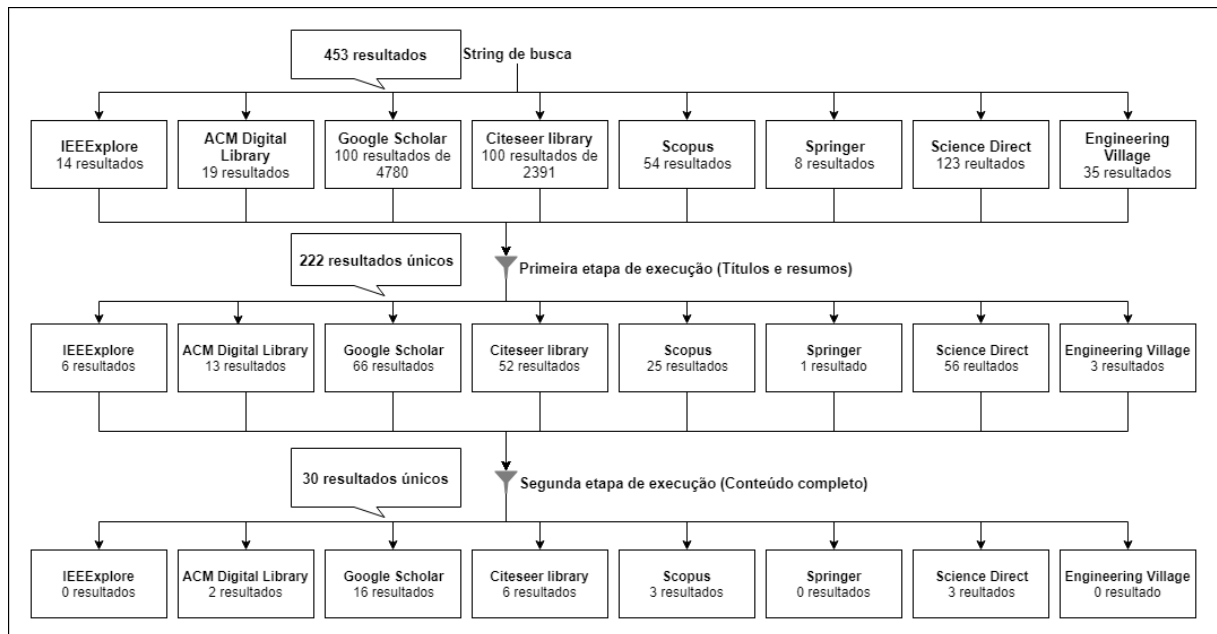 453 resultados
String de busca
IEEExplore
14 resultados
ACM Digital
Library
19 resultados
Google Scholar
100 resultados de
4780
Citeseer library
100 resultados de
2391
Scopus
54 resultados
Springer
8 resultados
Science Direct
123 reultados
Engineering
Village
35 resultados
222 resultados únicos
Primeira etapa de execução (Títulos e resumos)
IEEExplore
6 resultados
ACM Digital Library
13 resultados
Google Scholar
66 resultados
Citeseer library
52 resultados
Scopus
25 resultados
Springer
1 resultado
Science Direct
56 reultados
Engineering Village
3 resultados
30 resultados únicos
Segunda etapa de execução (Conteúdo completo)
IEEExplore
0 resultados
ACM Digital Library
2 resultados
Google Scholar
16 resultados
Citeseer library
6 resultados
Scopus
3 resultados
Springer
0 resultados
Science Direct
3 resultados
Engineering Village
0 resultado